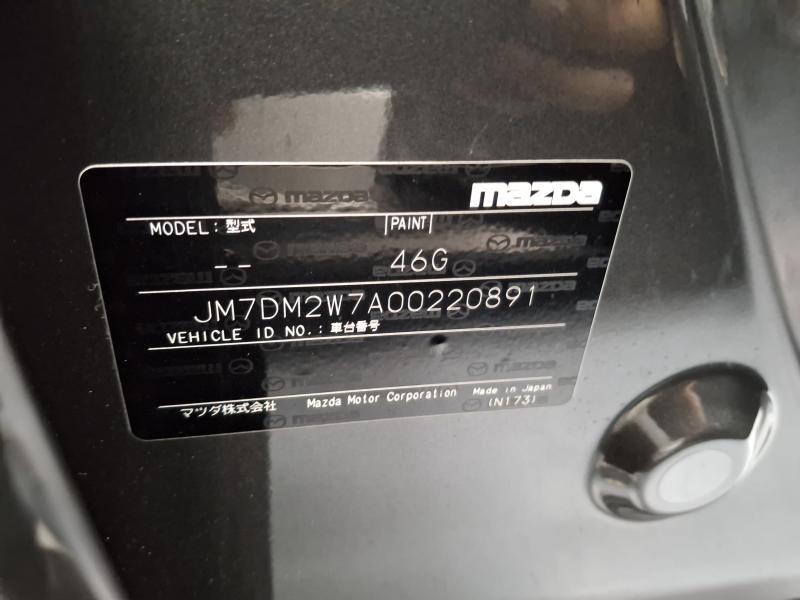 mazda
MODEL: 型式 PAINT
-- 46G
JM7DM2W7A00220891
VEHICLE ID NO.: 車台番号
マツダ株式会社 Mazda Motor Corporation Made in Japan
(N173)